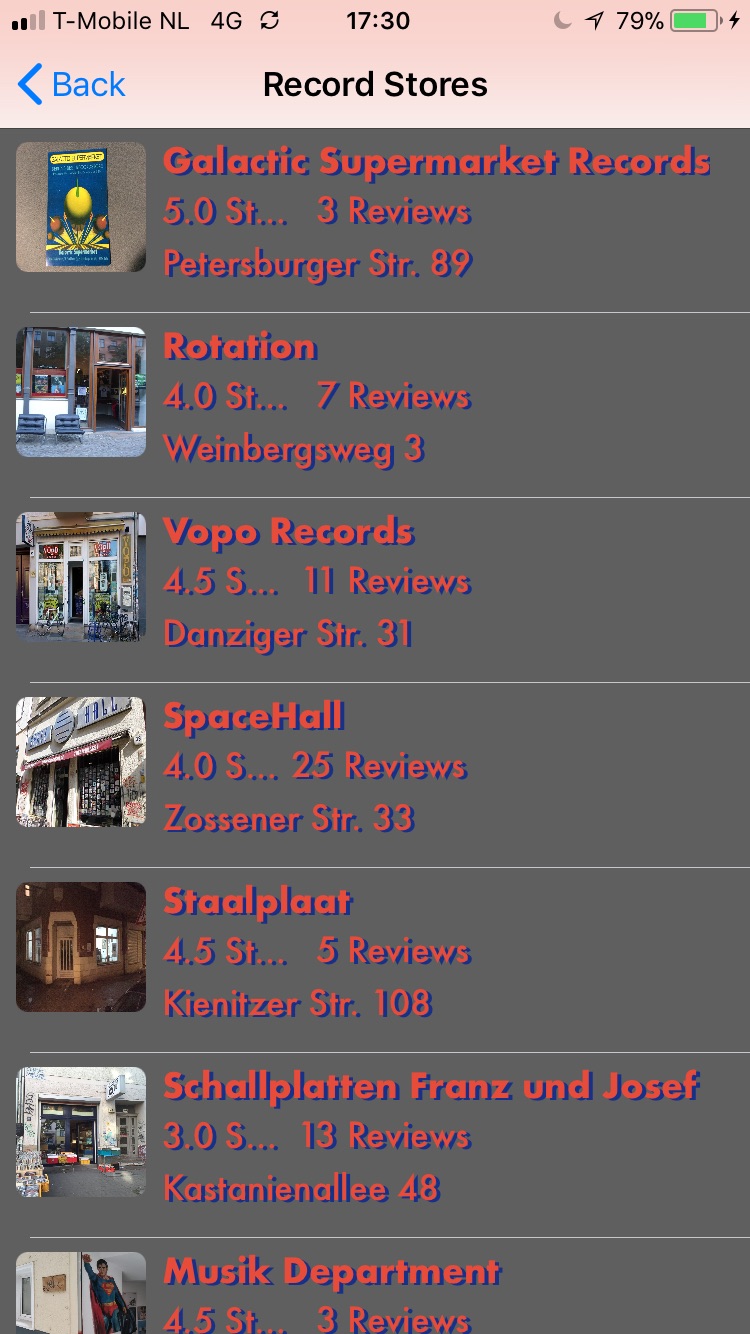 T-Mobile NL 4G 17:30 79%
Back Record Stores
Galactic Supermarket Records
5.0 St... 3 Reviews
Petersburger Str. 89
Rotation
4.0 St... 7 Reviews
Weinbergsweg 3
Vopo Records
4.5 S... 11 Reviews
Danziger Str. 31
SpaceHall
4.0 S... 25 Reviews
Zossener Str. 33
Staalplaat
4.5 St... 5 Reviews
Kienitzer Str. 108
Schallplatten Franz und Josef
3.0 S... 13 Reviews
Kastanienallee 48
Musik Department
4.5 St... 3 Reviews